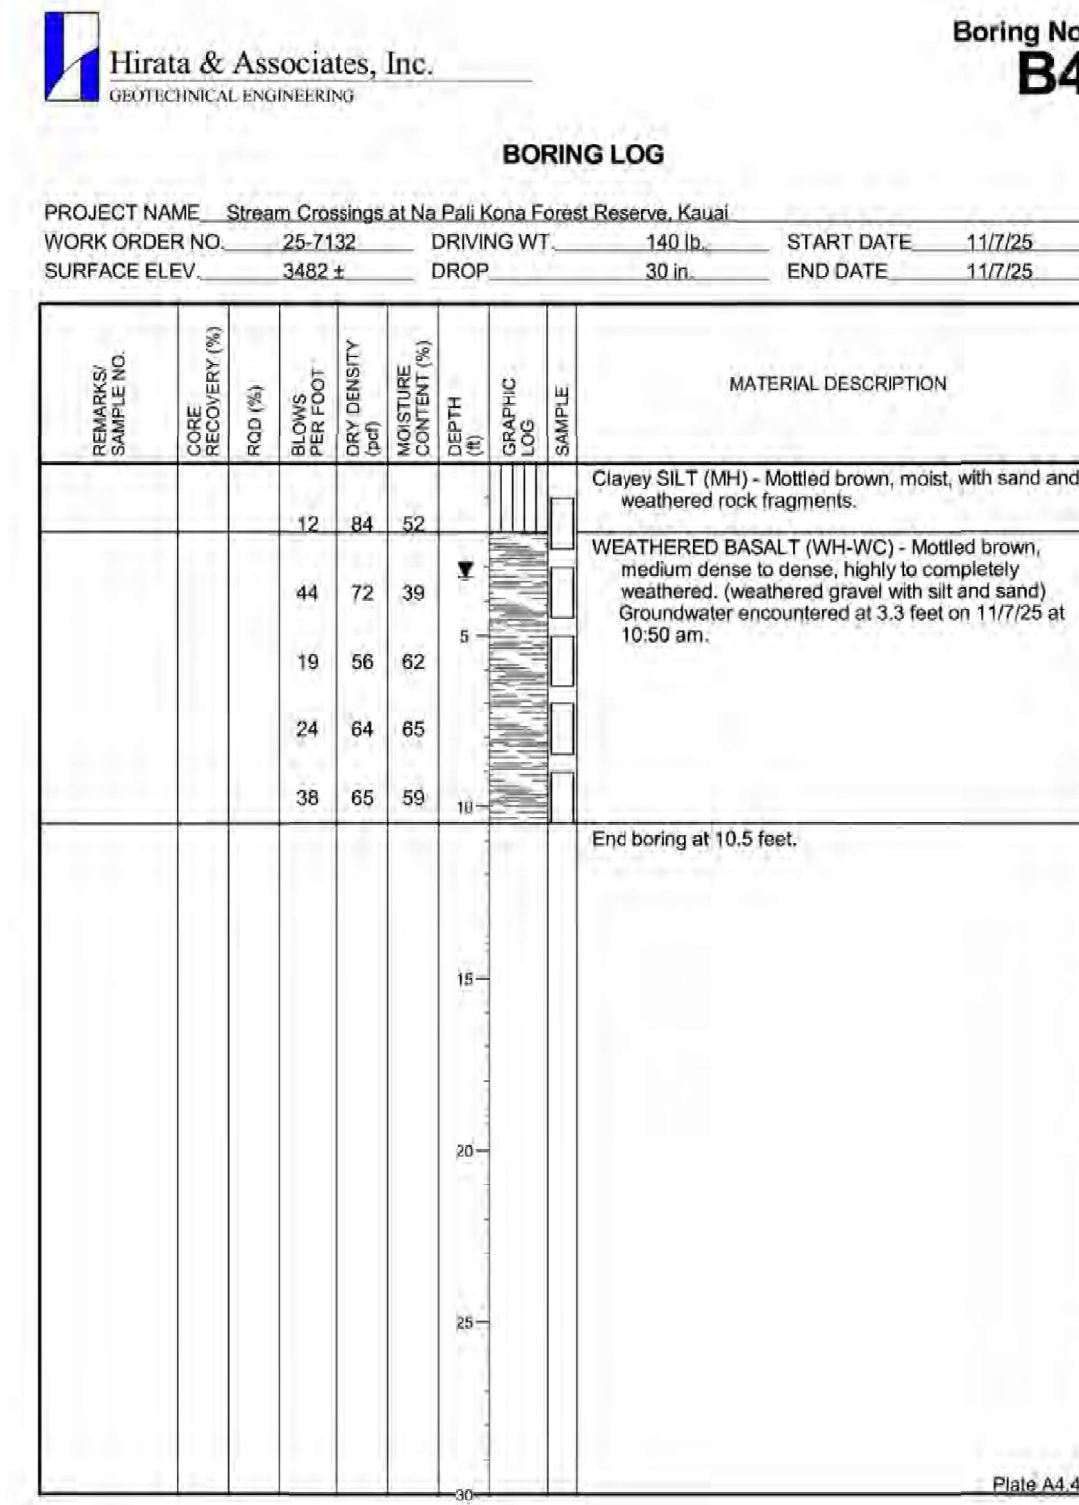 Hirata & Associates, Inc.
GEOTECHNICAL ENGINEERING
Boring No
B4
BORING LOG
PROJECT NAME Stream Crossings at Na Pali Kona Forest Reserve, Kauai
WORK ORDER NO. 25-7132 DRIVING WT. 140 lb. START DATE 11/7/25
SURFACE ELEV. 3482 ± DROP 30 in. END DATE 11/7/25
REMARKS/
SAMPLE NO.
CORE
RECOVERY (%)
RQD (%)
BLOWS
PER FOOT
DRY DENSITY
(pcf)
MOISTURE
CONTENT (%)
DEPTH
(ft)
GRAPHIC
LOG
SAMPLE
MATERIAL DESCRIPTION
Clayey SILT (MH) - Mottled brown, moist, with sand and
weathered rock fragments.
12 84 52
WEATHERED BASALT (WH-WC) - Mottled brown,
medium dense to dense, highly to completely
44 72 39 weathered. (weathered gravel with silt and sand)
Groundwater encountered at 3.3 feet on 11/7/25 at
5 10:50 am.
19 56 62
24 64 65
38 65 59
10
End boring at 10.5 feet.
15
20
25
30
Plate A4.4